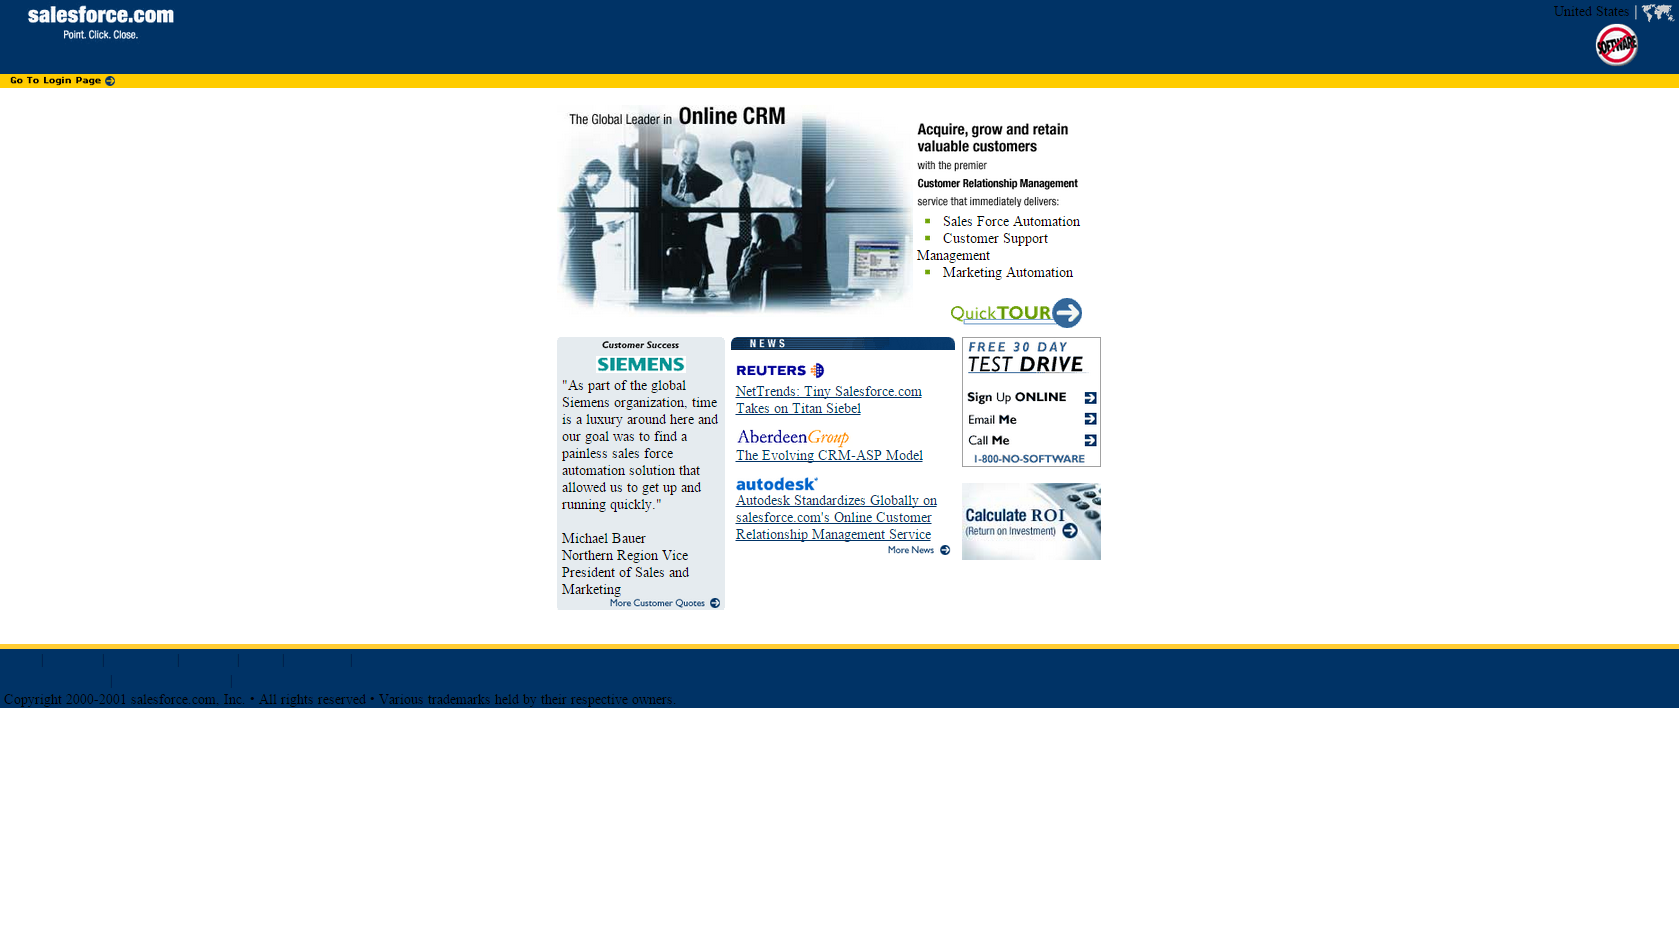 salesforce.com
Point. Click. Close.
United States |
SOFTWARE
Go To Login Page
The Global Leader in Online CRM
Acquire, grow and retain
valuable customers
with the premier
Customer Relationship Management
service that immediately delivers:
Sales Force Automation
Customer Support
Management
Marketing Automation
QuickTOUR
Customer Success
SIEMENS
"As part of the global
Siemens organization, time
is a luxury around here and
our goal was to find a
painless sales force
automation solution that
allowed us to get up and
running quickly."
Michael Bauer
Northern Region Vice
President of Sales and
Marketing
More Customer Quotes
NEWS
REUTERS
NetTrends: Tiny Salesforce.com
Takes on Titan Siebel
AberdeenGroup
The Evolving CRM-ASP Model
autodesk
Autodesk Standardizes Globally on
salesforce.com's Online Customer
Relationship Management Service
More News
FREE 30 DAY
TEST DRIVE
Sign Up ONLINE
Email Me
Call Me
1-800-NO-SOFTWARE
Calculate ROI
(Return on Investment)
Copyright 2000-2001 salesforce.com, Inc. • All rights reserved • Various trademarks held by their respective owners.